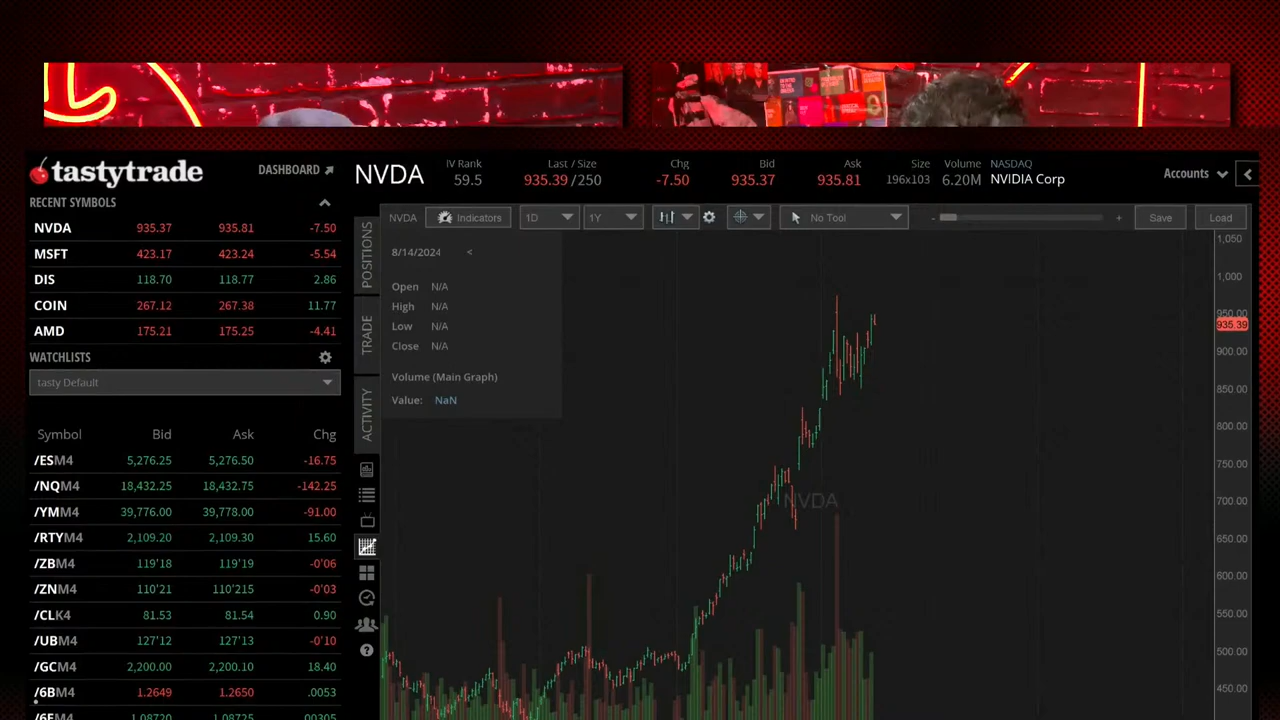 tastytrade
DASHBOARD
NVDA
IV Rank
59.5
Last / Size
935.39 /250
Chg
-7.50
Bid
935.37
Ask
935.81
Size
196x103
Volume
6.20M
NASDAQ
NVIDIA Corp
Accounts
RECENT SYMBOLS
NVDA 935.37 935.81 -7.50
MSFT 423.17 423.24 -5.54
DIS 118.70 118.77 2.86
COIN 267.12 267.38 11.77
AMD 175.21 175.25 -4.41
WATCHLISTS
tasty Default
Symbol Bid Ask Chg
/ESM4 5,276.25 5,276.50 -16.75
/NQM4 18,432.25 18,432.75 -142.25
/YMM4 39,776.00 39,778.00 -91.00
/RTYM4 2,109.20 2,109.30 15.60
/ZBM4 119'18 119'19 -0'06
/ZNM4 110'21 110'215 -0'03
/CLK4 81.53 81.54 0.90
/UBM4 127'12 127'13 -0'10
/GCM4 2,200.00 2,200.10 18.40
/6BM4 1.2649 1.2650 .0053
/6EM4 1.08720 1.08725 .00305
POSITIONS
TRADE
ACTIVITY
NVDA Indicators 1D 1Y No Tool - + Save Load
8/14/2024 <
Open N/A
High N/A
Low N/A
Close N/A
Volume (Main Graph)
Value: NaN
NVDA
1,050
1,000
950.00
935.39
900.00
850.00
800.00
750.00
700.00
650.00
600.00
550.00
500.00
450.00